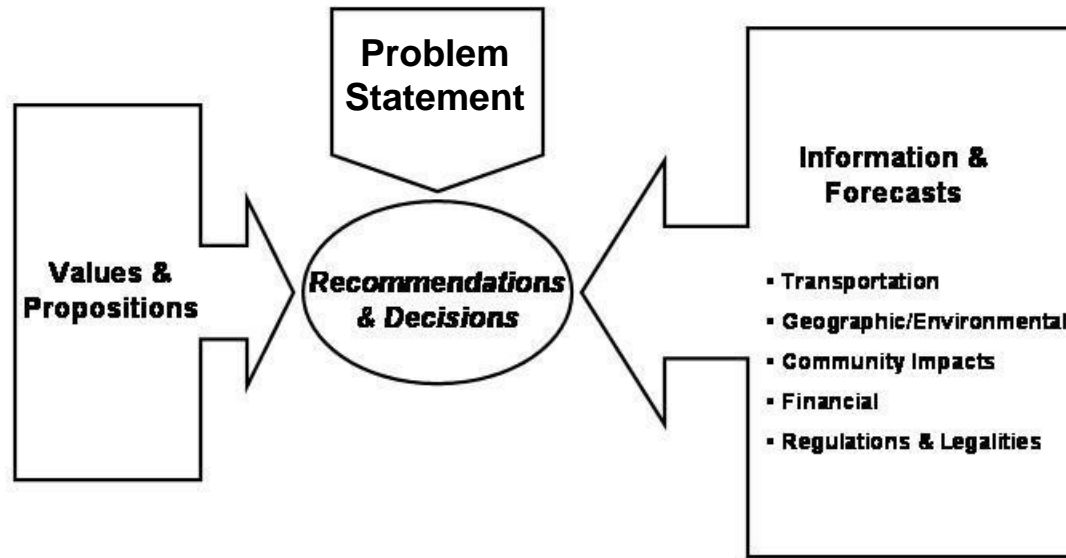 Problem
Statement
Values &
Propositions
Recommendations
& Decisions
Information &
Forecasts
▪ Transportation
▪ Geographic/Environmental
▪ Community Impacts
▪ Financial
▪ Regulations & Legalities